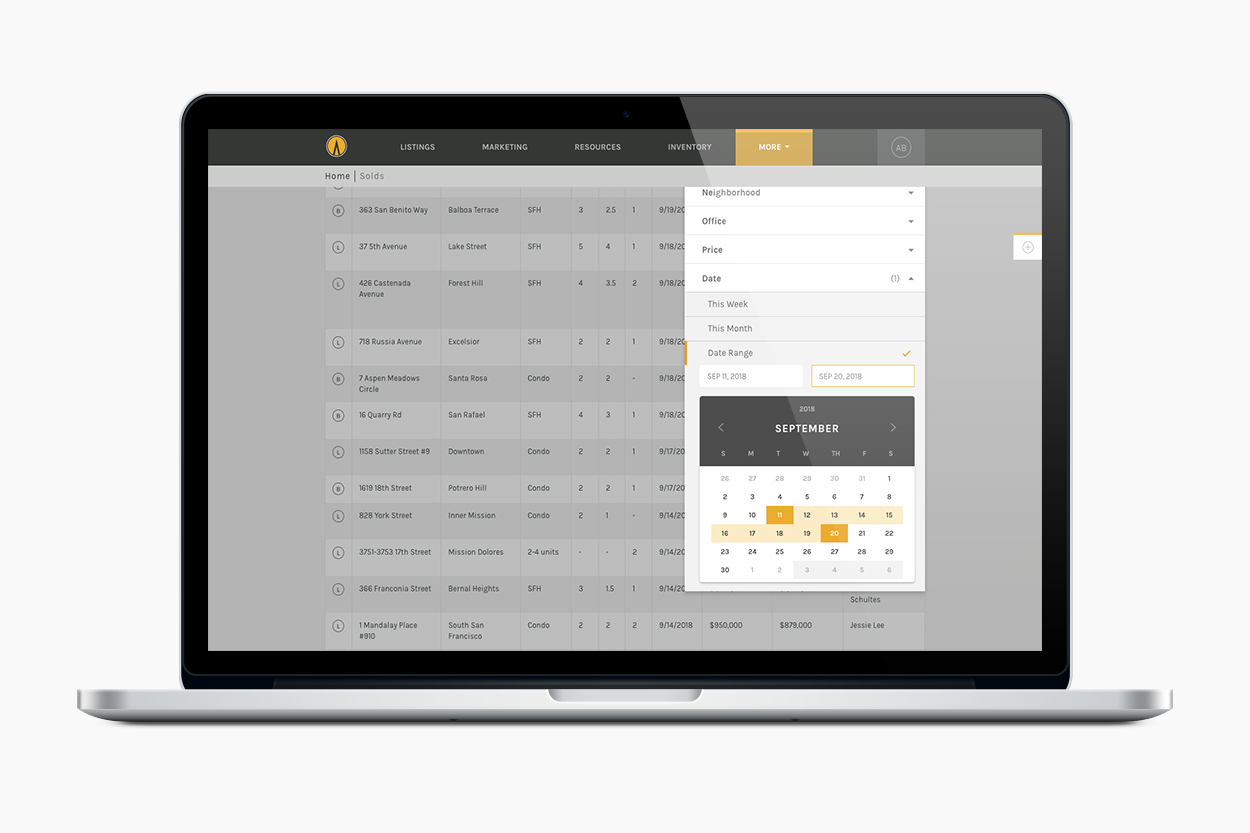 LISTINGS MARKETING RESOURCES INVENTORY MORE AB
Home | Solds
B 363 San Benito Way Balboa Terrace SFH 3 2.5 1 9/19/20
L 37 5th Avenue Lake Street SFH 5 4 1 9/18/20
L 426 Castenada Forest Hill SFH 4 3.5 2 9/18/20
Avenue
L 718 Russia Avenue Excelsior SFH 2 2 1 9/18/20
B 7 Aspen Meadows Santa Rosa Condo 2 2 - 9/18/20
Circle
B 16 Quarry Rd San Rafael SFH 4 3 1 9/18/20
L 1158 Sutter Street #9 Downtown Condo 2 2 1 9/17/20
B 1619 18th Street Potrero Hill Condo 2 2 1 9/17/20
L 828 York Street Inner Mission Condo 2 1 - 9/14/20
L 3751-3753 17th Street Mission Dolores 2-4 units - - 2 9/14/20
L 366 Franconia Street Bernal Heights SFH 3 1.5 1 9/14/20
Schultes
L 1 Mandalay Place South San Condo 2 2 2 9/14/2018 $950,000 $879,000 Jessie Lee
#910 Francisco
Neighborhood
Office
Price
Date (1)
This Week
This Month
Date Range
SEP 11, 2018 SEP 20, 2018
2018
SEPTEMBER
S M T W TH F S
26 27 28 29 30 31 1
2 3 4 5 6 7 8
9 10 11 12 13 14 15
16 17 18 19 20 21 22
23 24 25 26 27 28 29
30 1 2 3 4 5 6